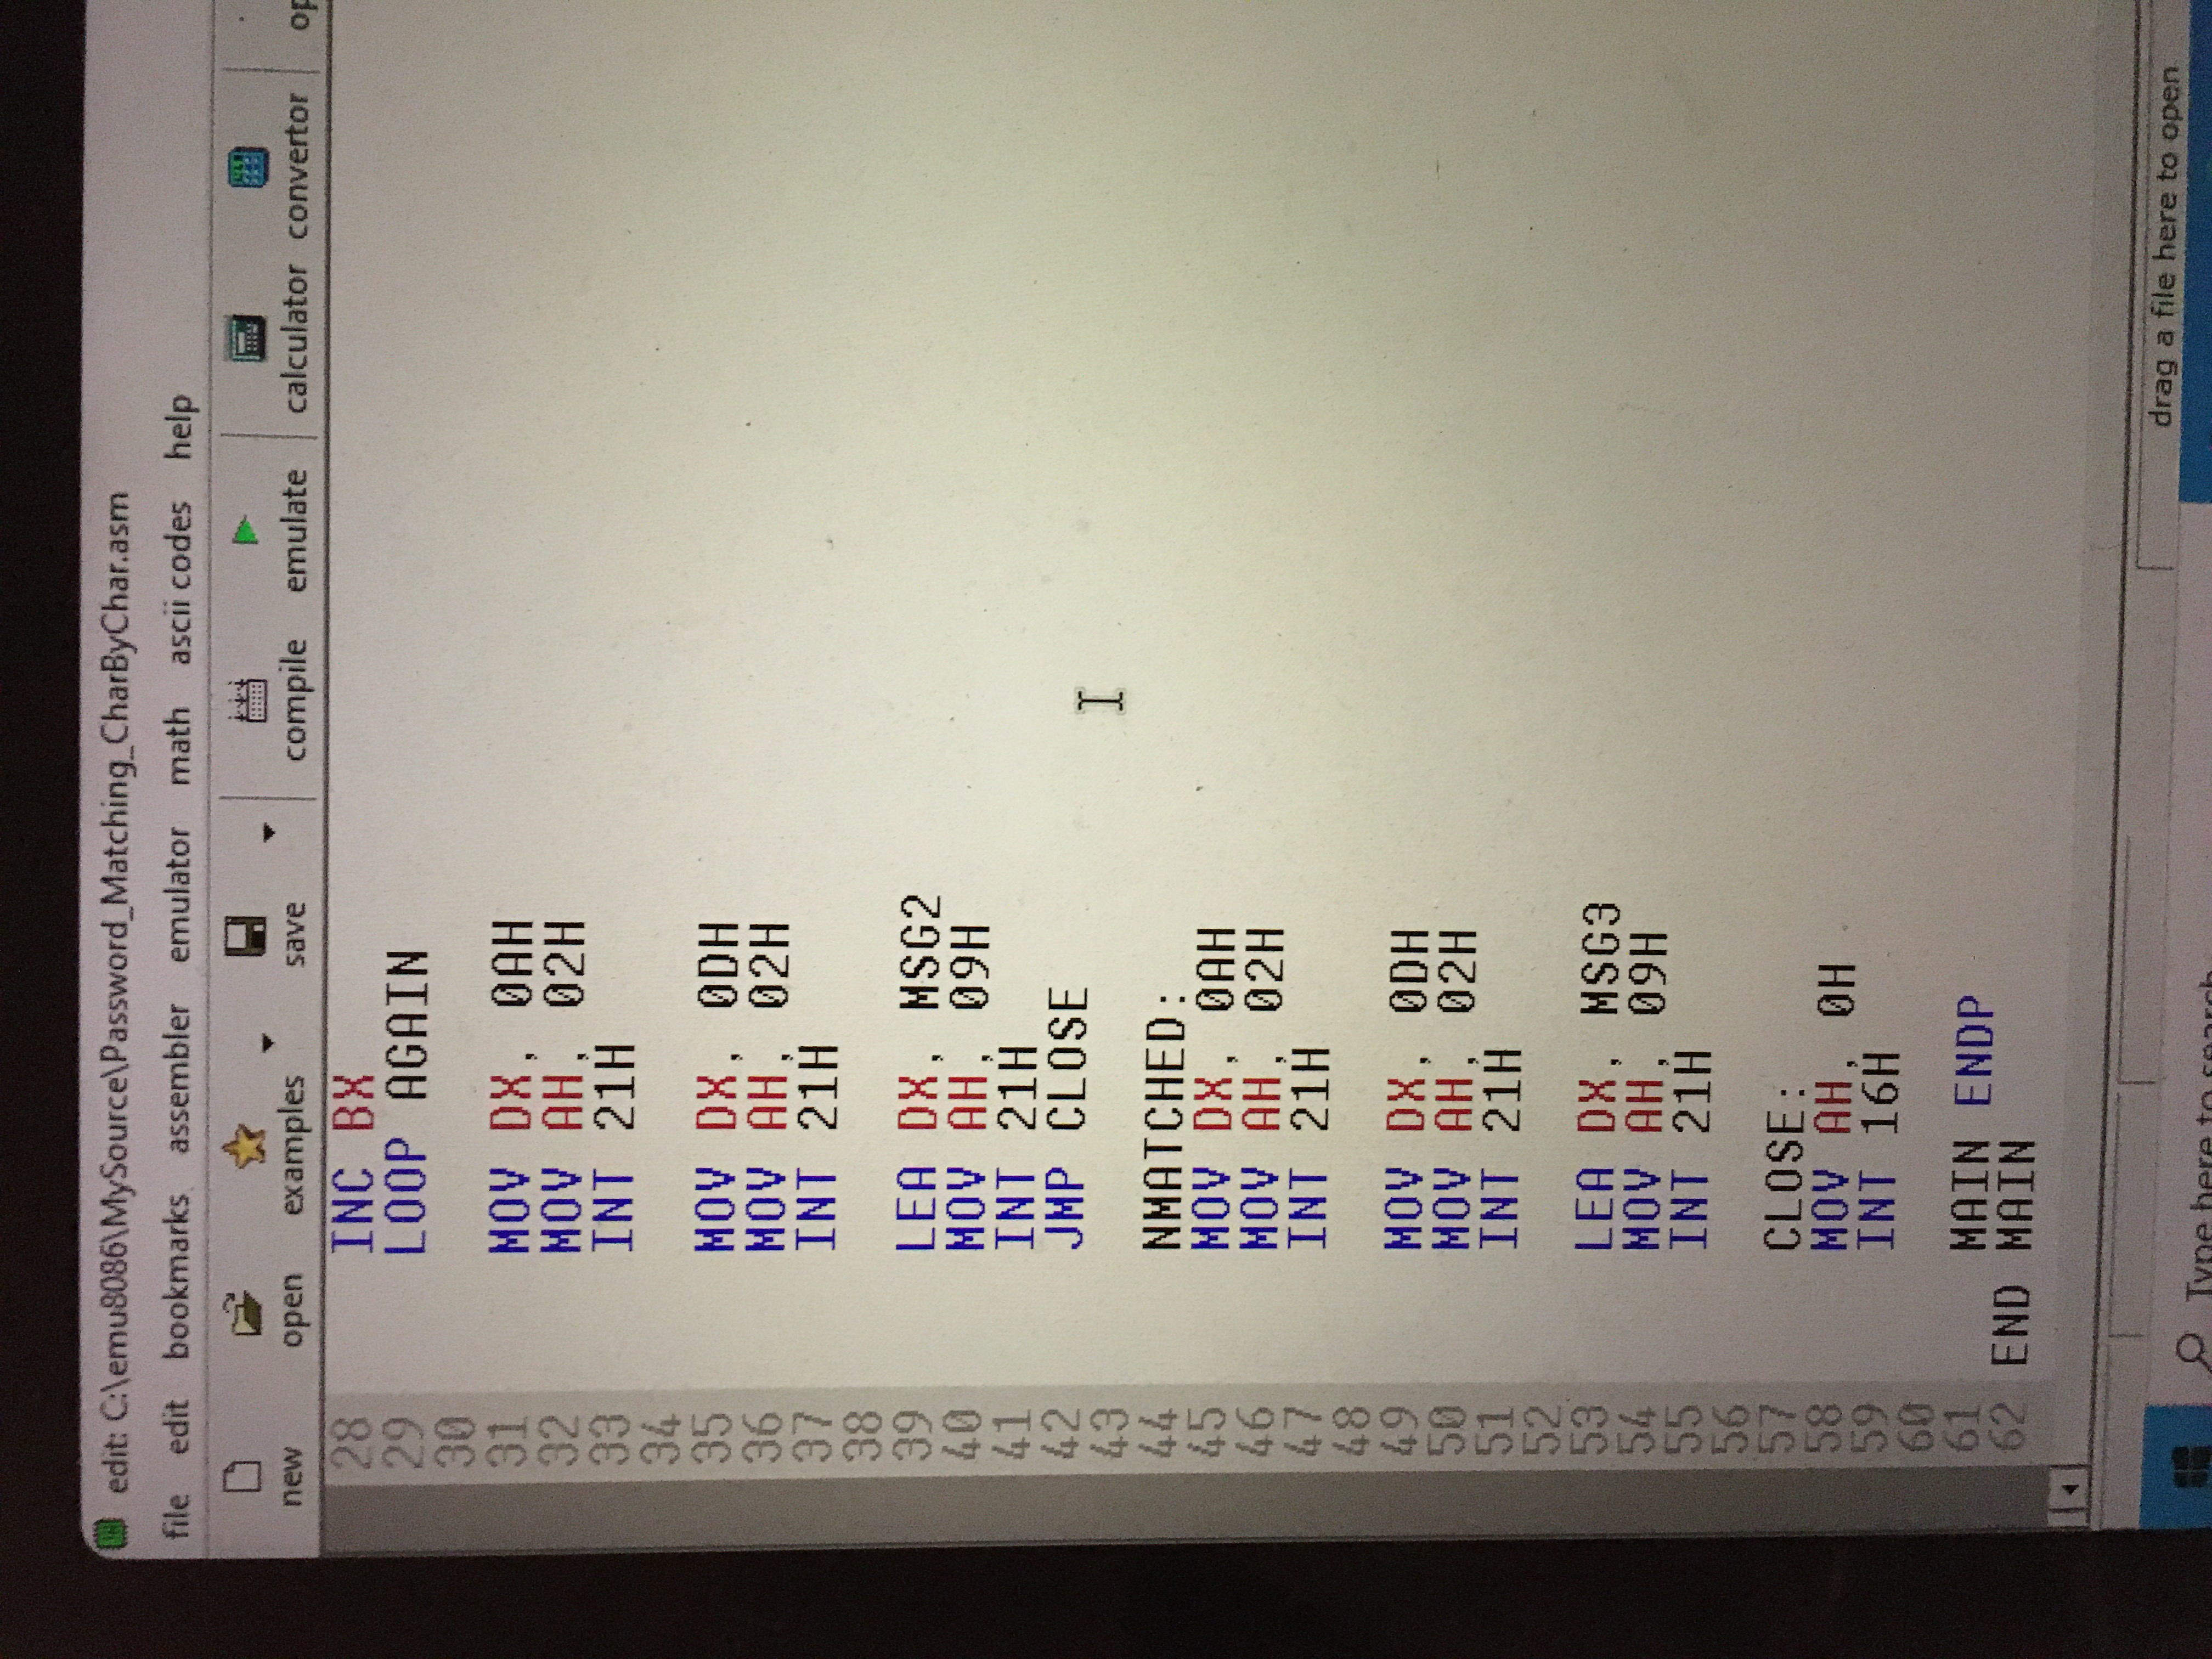 edit: C:\emu8086\MySource\Password_Matching_CharByChar.asm
file edit bookmarks assembler emulator math ascii codes help
new open examples save compile emulate calculator convertor
28 INC BX
29 LOOP AGAIN
30
31 MOV DX, 0AH
32 MOV AH, 02H
33 INT 21H
34
35 MOV DX, 0DH
36 MOV AH, 02H
37 INT 21H
38
39 LEA DX, MSG2
40 MOV AH, 09H
41 INT 21H
42 JMP CLOSE
43
44 NMATCHED:
45 MOV DX, 0AH
46 MOV AH, 02H
47 INT 21H
48
49 MOV DX, 0DH
50 MOV AH, 02H
51 INT 21H
52
53 LEA DX, MSG3
54 MOV AH, 09H
55 INT 21H
56
57 CLOSE:
58 MOV AH, 0H
59 INT 16H
60
61 MAIN ENDP
62 END MAIN
drag a file here to open
Type here to search